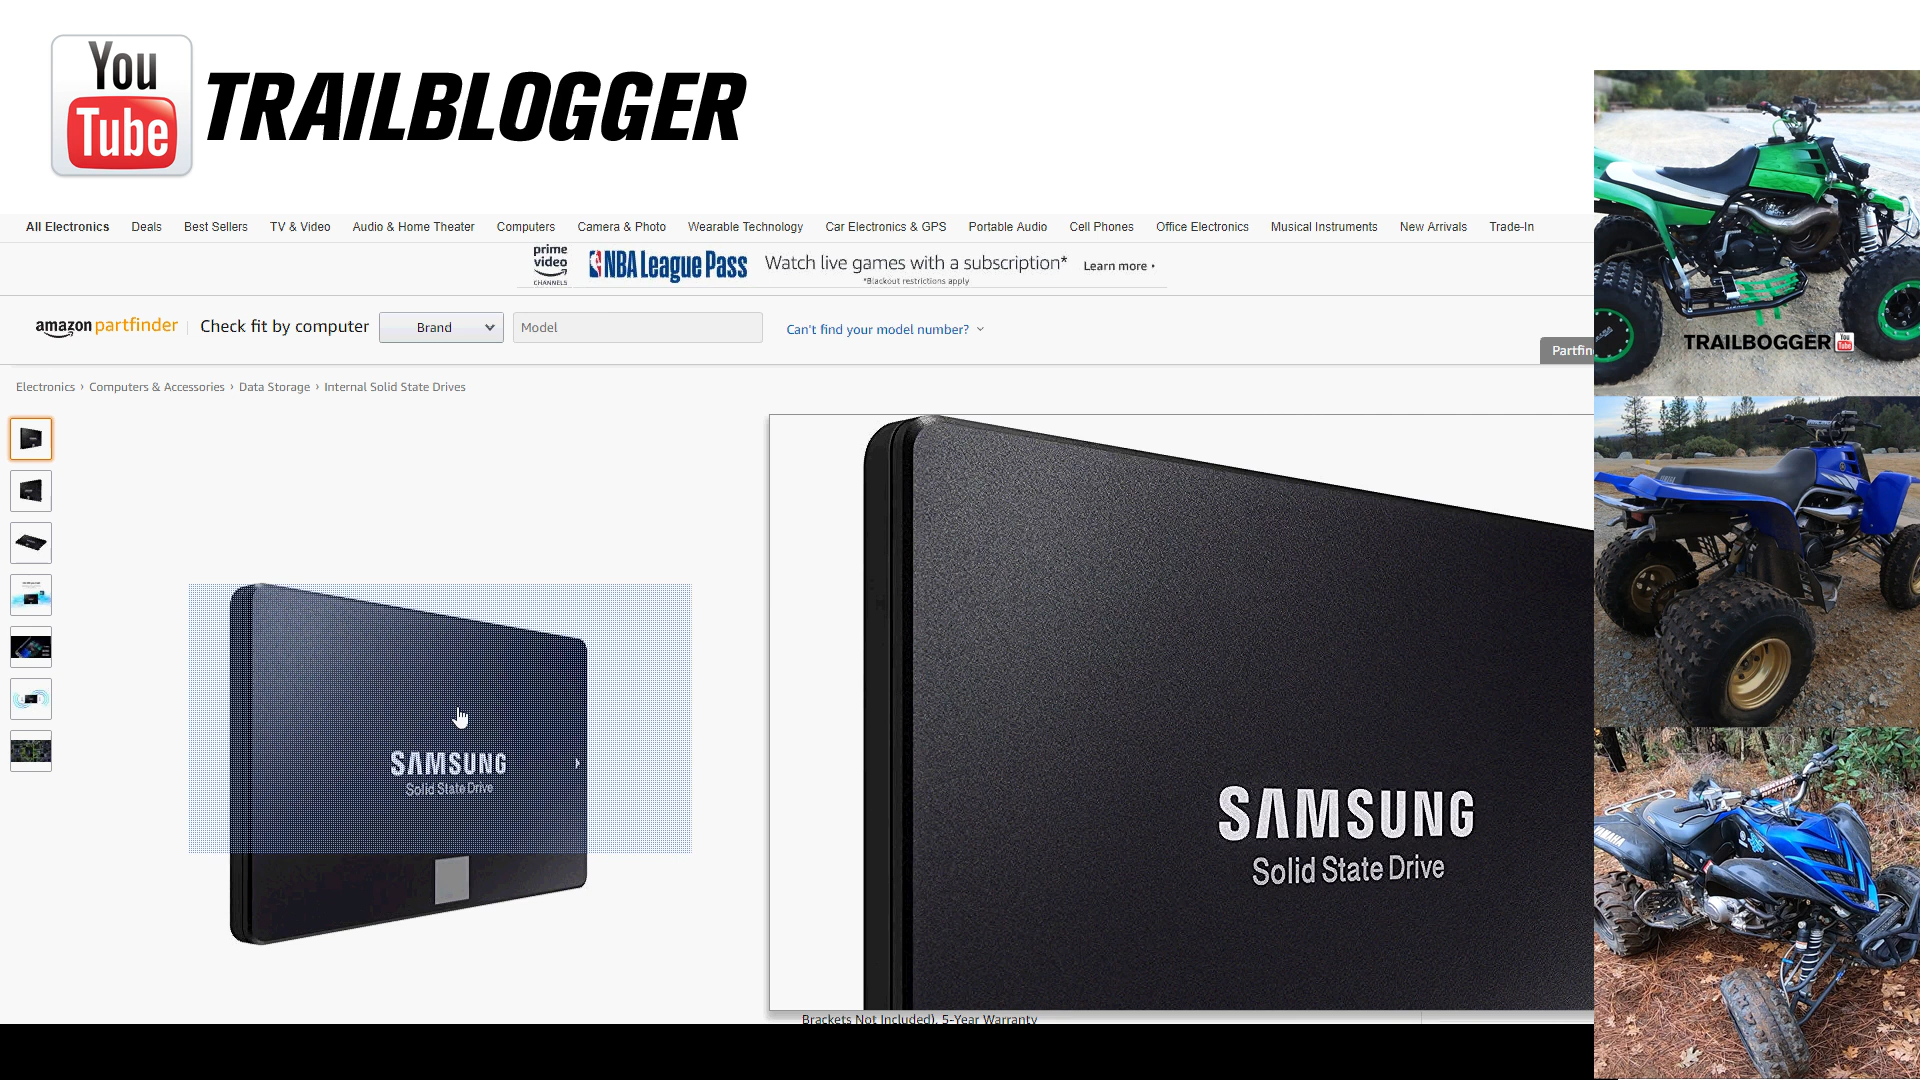 You
Tube
TRAILBLOGGER
All Electronics Deals Best Sellers TV & Video Audio & Home Theater Computers Camera & Photo Wearable Technology Car Electronics & GPS Portable Audio Cell Phones Office Electronics Musical Instruments New Arrivals Trade-In
prime
video
CHANNELS
NBA League Pass
Watch live games with a subscription*
*Blackout restrictions apply
Learn more
amazon partfinder
Check fit by computer
Brand
Model
Can't find your model number?
Partfin
TRAILBOGGER
You
Tube
Electronics › Computers & Accessories › Data Storage › Internal Solid State Drives
SAMSUNG
Solid State Drive
SAMSUNG
Solid State Drive
YAMAHA
Brackets Not Included), 5-Year Warranty